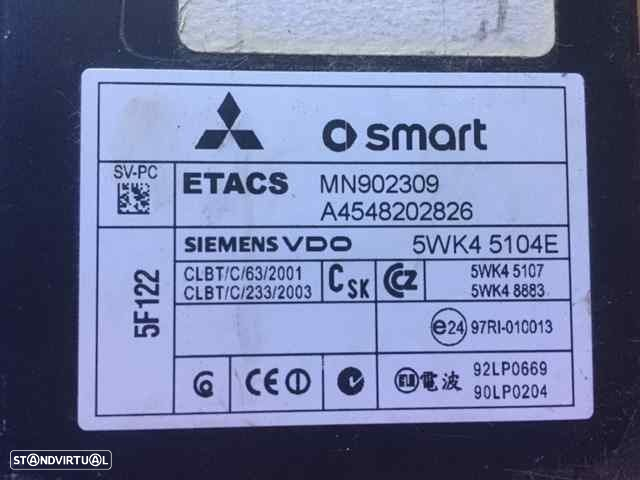 smart
SV-PC
ETACS MN902309
A4548202826
SIEMENS VDO 5WK4 5104E
5F122
CLBT/C/63/2001
CLBT/C/233/2003
CSK
5WK4 5107
5WK4 8883
e24 97RI-010013
CE
電波
92LP0669
90LP0204
STANDVIRTUAL